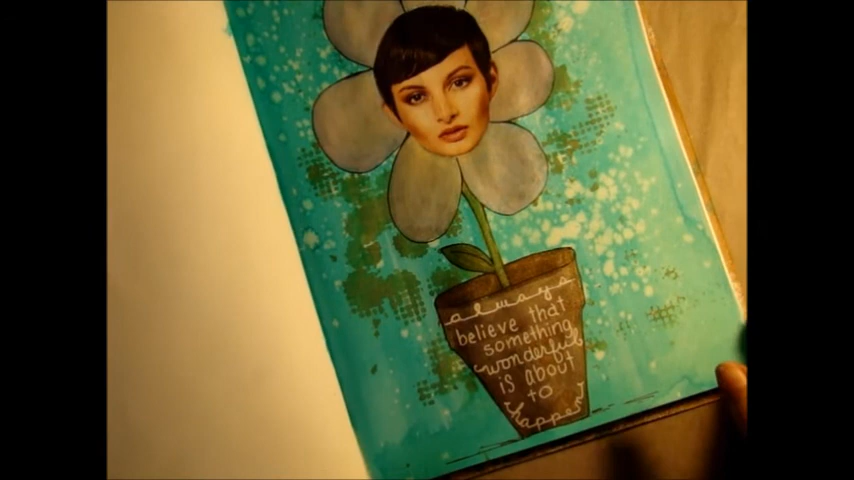 always
believe that
something
wonderful
is about
to
happen